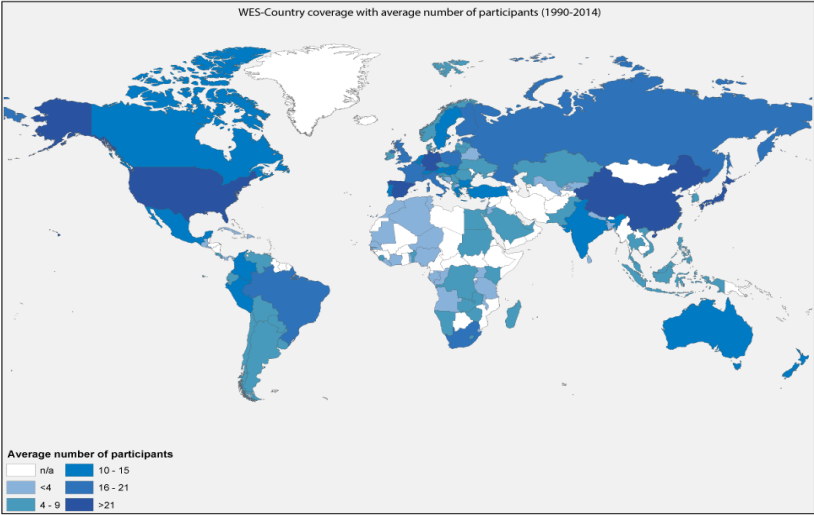 WES-Country coverage with average number of participants (1990-2014)
Average number of participants
n/a
10 - 15
<4
16 - 21
4 - 9
>21